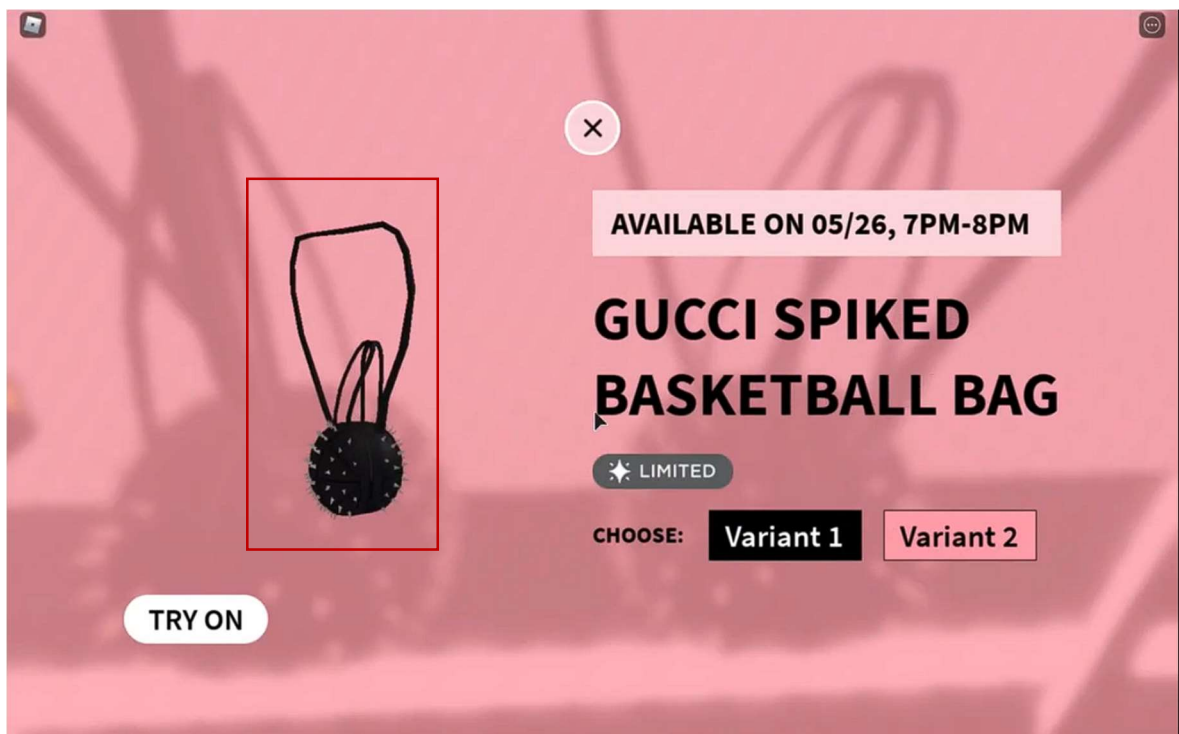 AVAILABLE ON 05/26, 7PM-8PM
GUCCI SPIKED
BASKETBALL BAG
LIMITED
CHOOSE: Variant 1 Variant 2
TRY ON